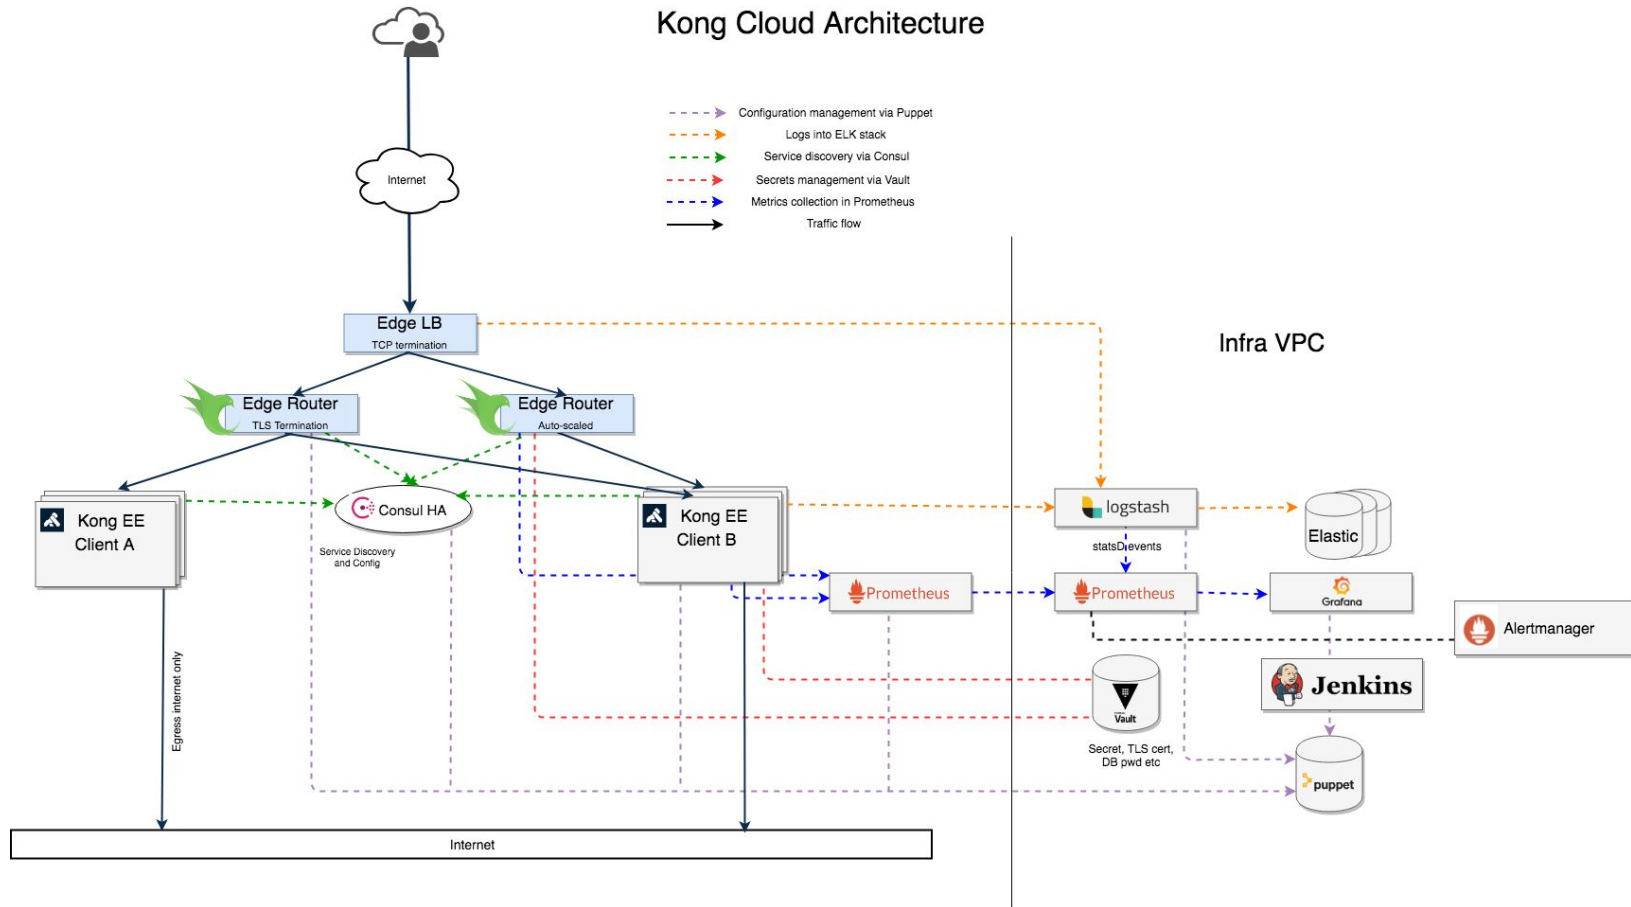 Kong Cloud Architecture
Configuration management via Puppet
Logs into ELK stack
Service discovery via Consul
Secrets management via Vault
Metrics collection in Prometheus
Traffic flow
Internet
Edge LB
TCP termination
Infra VPC
Edge Router
TLS Termination
Edge Router
Auto-scaled
Kong EE
Client A
Consul HA
Service Discovery
and Config
Kong EE
Client B
logstash
Elastic
statsD events
Prometheus
Prometheus
Grafana
Alertmanager
Jenkins
Vault
Secret, TLS cert,
DB pwd etc
puppet
Egress internet only
Internet